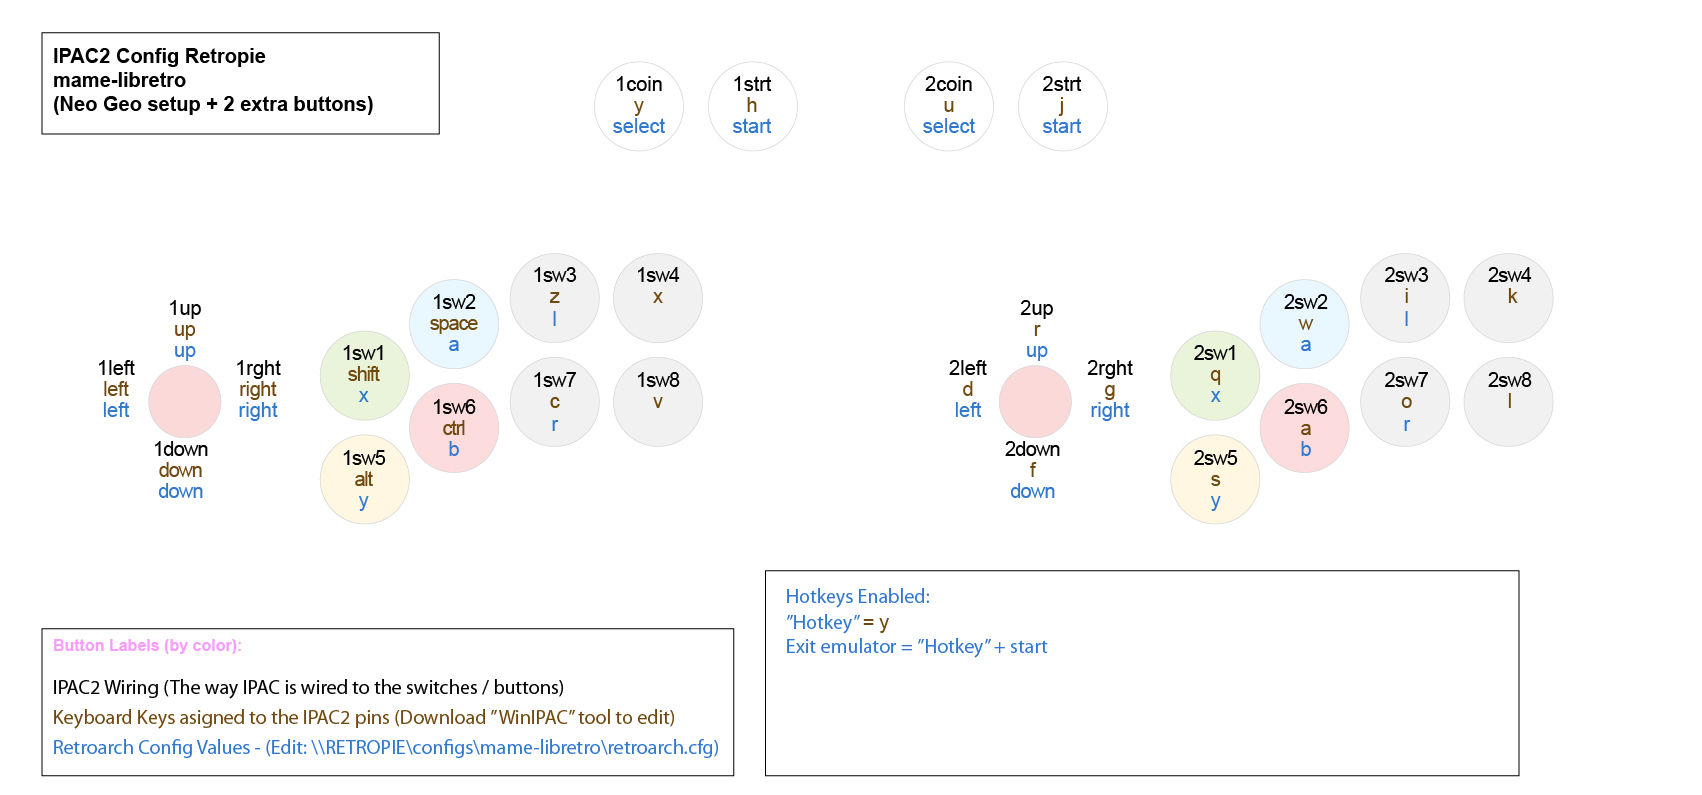 IPAC2 Config Retropie
mame-libretro
(Neo Geo setup + 2 extra buttons)
1coin
y
select
1strt
h
start
2coin
u
select
2strt
j
start
1up
up
up
1left
left
left
1rght
right
right
1down
down
down
1sw1
shift
x
1sw2
space
a
1sw3
z
l
1sw4
x
1sw5
alt
y
1sw6
ctrl
b
1sw7
c
r
1sw8
v
2up
r
up
2left
d
left
2rght
g
right
2down
f
down
2sw1
q
x
2sw2
w
a
2sw3
i
l
2sw4
k
2sw5
s
y
2sw6
a
b
2sw7
o
r
2sw8
l
Button Labels (by color):
IPAC2 Wiring (The way IPAC is wired to the switches / buttons)
Keyboard Keys asigned to the IPAC2 pins (Download ”WinIPAC” tool to edit)
Retroarch Config Values - (Edit: \\RETROPIE\configs\mame-libretro\retroarch.cfg)
Hotkeys Enabled:
”Hotkey” = y
Exit emulator = ”Hotkey” + start